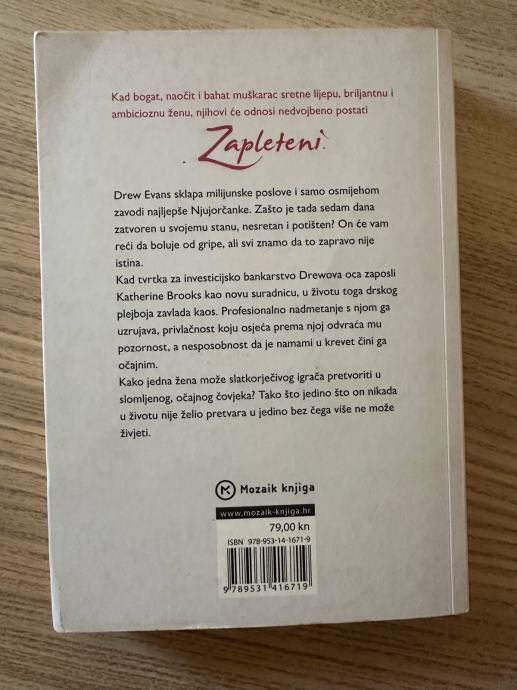 Kad bogat, naočit i bahat muškarac sretne lijepu, briljantnu i
ambicioznu ženu, njihovi će odnosi nedvojbeno postati
Zapleteni.
Drew Evans sklapa milijunske poslove i samo osmijehom
zavodi najljepše Njujorčanke. Zašto je tada sedam dana
zatvoren u svojemu stanu, nesretan i potišten? On će vam
reći da boluje od gripe, ali svi znamo da to zapravo nije
istina.
Kad tvrtka za investicijsko bankarstvo Drewova oca zaposli
Katherine Brooks kao novu suradnicu, u životu toga drskog
plejboja zavlada kaos. Profesionalno nadmetanje s njom ga
uzrujava, privlačnost koju osjeća prema njoj odvraća mu
pozornost, a nesposobnost da je namami u krevet čini ga
očajnim.
Kako jedna žena može slatkorječivog igrača pretvoriti u
slomljenog, očajnog čovjeka? Tako što jedino što on nikada
u životu nije želio pretvara u jedino bez čega više ne može
živjeti.
Mozaik knjiga
www.mozaik-knjiga.hr
79,00 kn
ISBN 978-953-14-1671-9
9 789531 416719